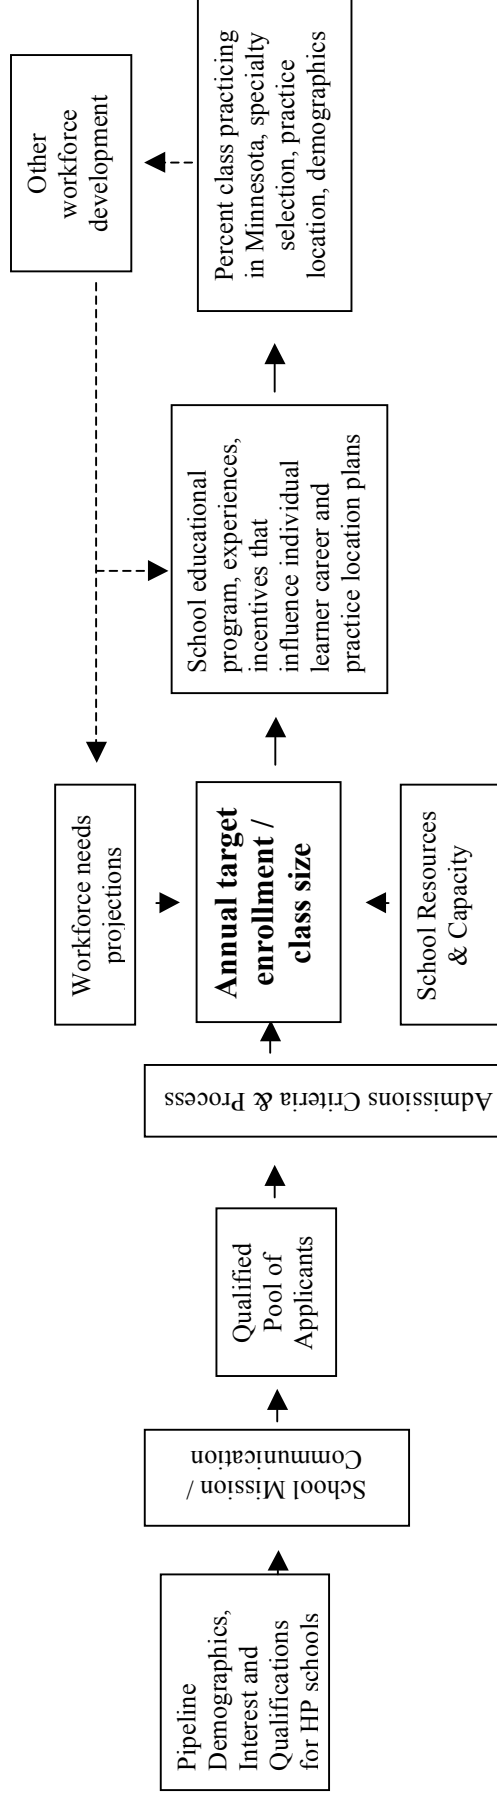 Pipeline
Demographics,
Interest and
Qualifications
for HP schools
School Mission /
Communication
Qualified
Pool of
Applicants
Admissions Criteria & Process
Workforce needs
projections
Annual target
enrollment /
class size
School Resources
& Capacity
School educational
program, experiences,
incentives that
influence individual
learner career and
practice location plans
Percent class practicing
in Minnesota, specialty
selection, practice
location, demographics
Other
workforce
development